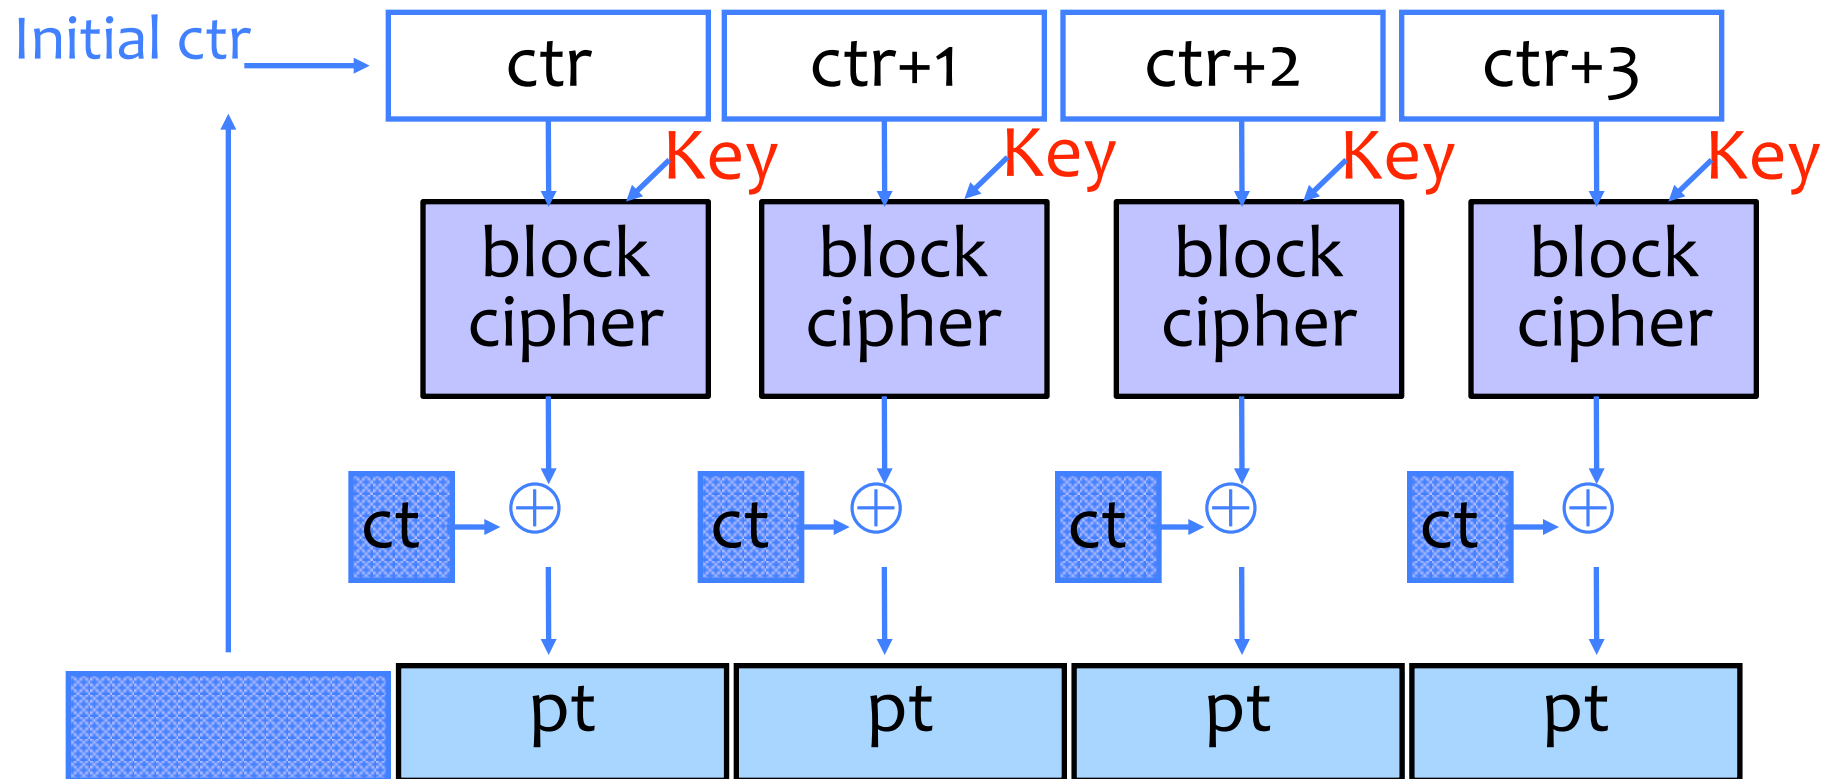 Initial ctr
ctr
ctr+1
ctr+2
ctr+3
Key
Key
Key
Key
block
cipher
block
cipher
block
cipher
block
cipher
ct
ct
ct
ct
pt
pt
pt
pt